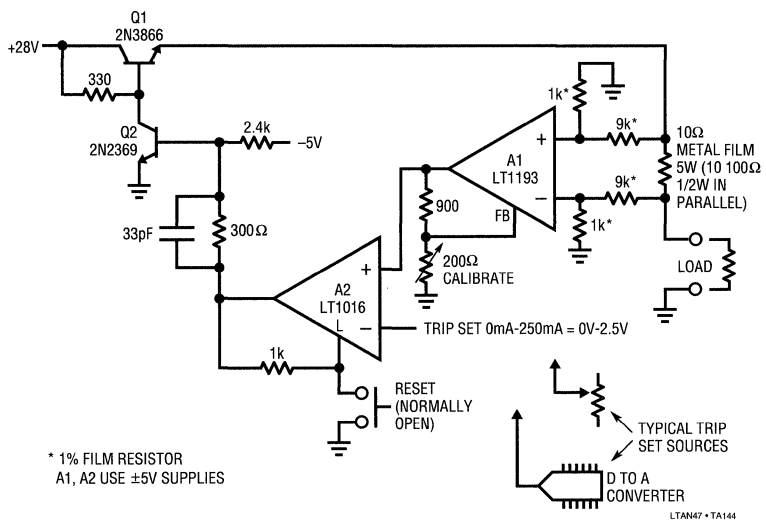 Q1
2N3866
+28V
330
Q2
2N2369
2.4k
–5V
33pF
300Ω
1k*
+
A1
LT1193
–
FB
9k*
9k*
1k*
10Ω
METAL FILM
5W (10 100Ω
1/2W IN
PARALLEL)
LOAD
900
200Ω
CALIBRATE
+
A2
LT1016
L
–
TRIP SET 0mA-250mA = 0V-2.5V
1k
RESET
(NORMALLY
OPEN)
TYPICAL TRIP
SET SOURCES
D TO A
CONVERTER
* 1% FILM RESISTOR
A1, A2 USE ±5V SUPPLIES
LTAN47 • TA144